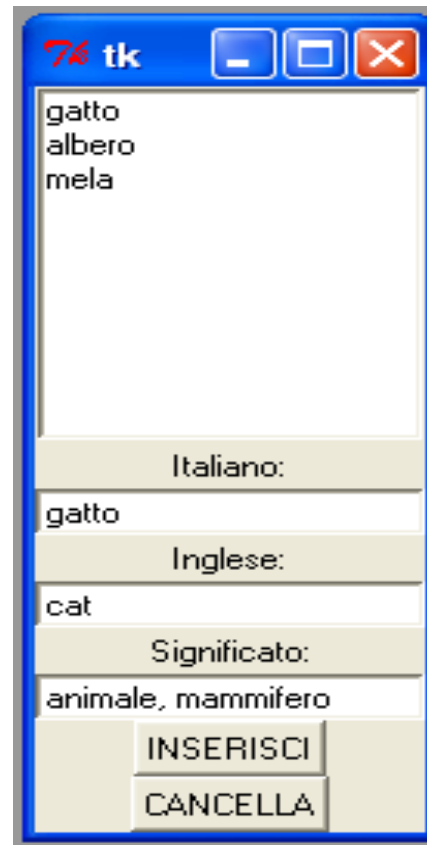 tk
gatto
albero
mela
Italiano:
gatto
Inglese:
cat
Significato:
animale, mammifero
INSERISCI
CANCELLA